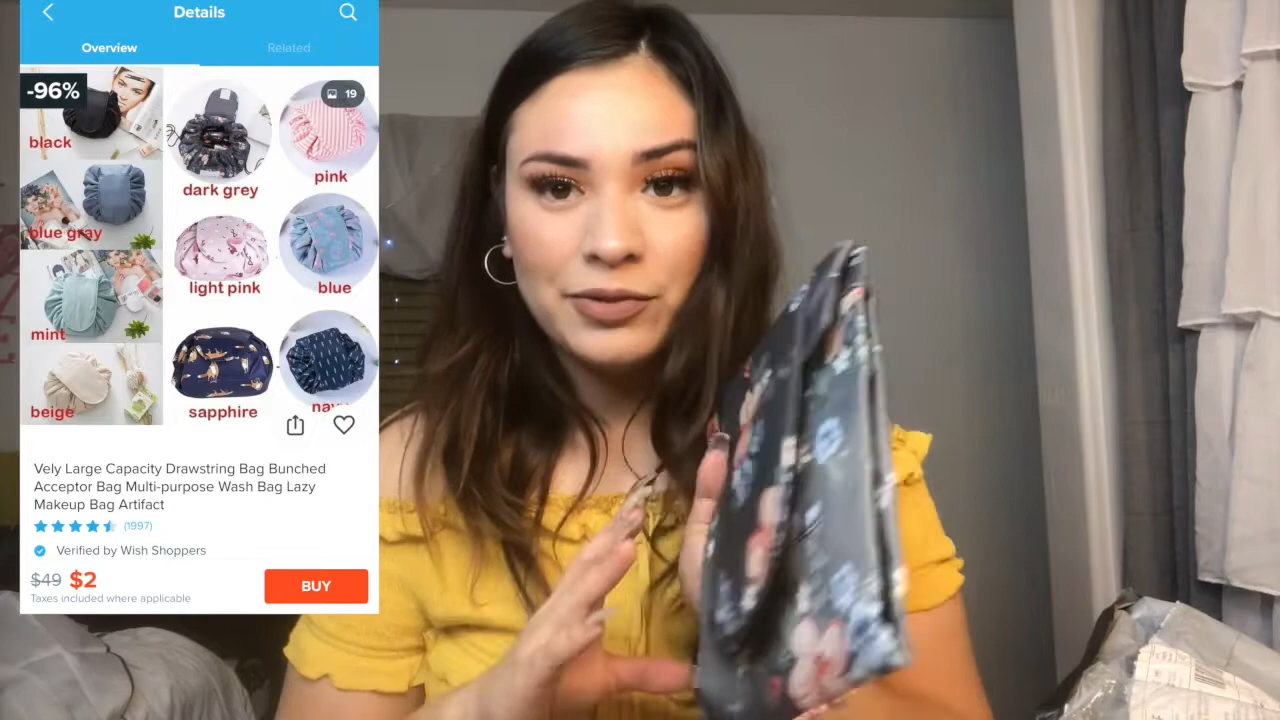 Details
Overview
Related
-96%
19
black
dark grey
pink
blue gray
light pink
blue
mint
beige
sapphire
Vely Large Capacity Drawstring Bag Bunched
Acceptor Bag Multi-purpose Wash Bag Lazy
Makeup Bag Artifact
(1997)
Verified by Wish Shoppers
$49 $2
Taxes included where applicable
BUY